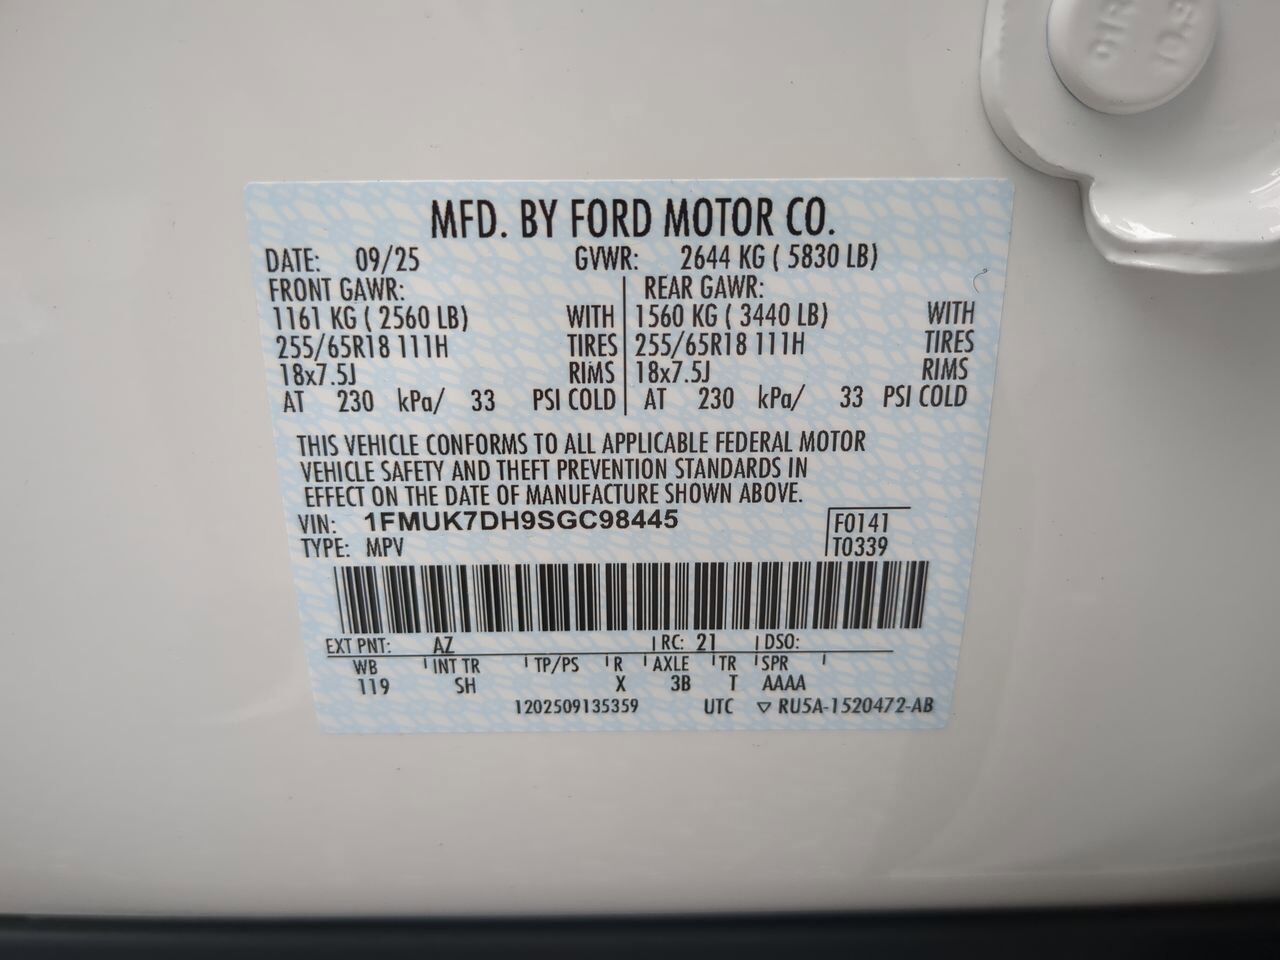 MFD. BY FORD MOTOR CO.
DATE: 09/25 GVWR: 2644 KG ( 5830 LB)
FRONT GAWR: REAR GAWR:
1161 KG ( 2560 LB) WITH 1560 KG ( 3440 LB) WITH
255/65R18 111H TIRES 255/65R18 111H TIRES
18x7.5J RIMS 18x7.5J RIMS
AT 230 kPa/ 33 PSI COLD AT 230 kPa/ 33 PSI COLD
THIS VEHICLE CONFORMS TO ALL APPLICABLE FEDERAL MOTOR
VEHICLE SAFETY AND THEFT PREVENTION STANDARDS IN
EFFECT ON THE DATE OF MANUFACTURE SHOWN ABOVE.
VIN: 1FMUK7DH9SGC98445 F0141
TYPE: MPV T0339
EXT PNT: AZ RC: 21 DSO:
WB INT TR TP/PS R AXLE TR SPR
119 SH X 3B T AAAA
1202509135359 UTC ▽ RU5A-1520472-AB